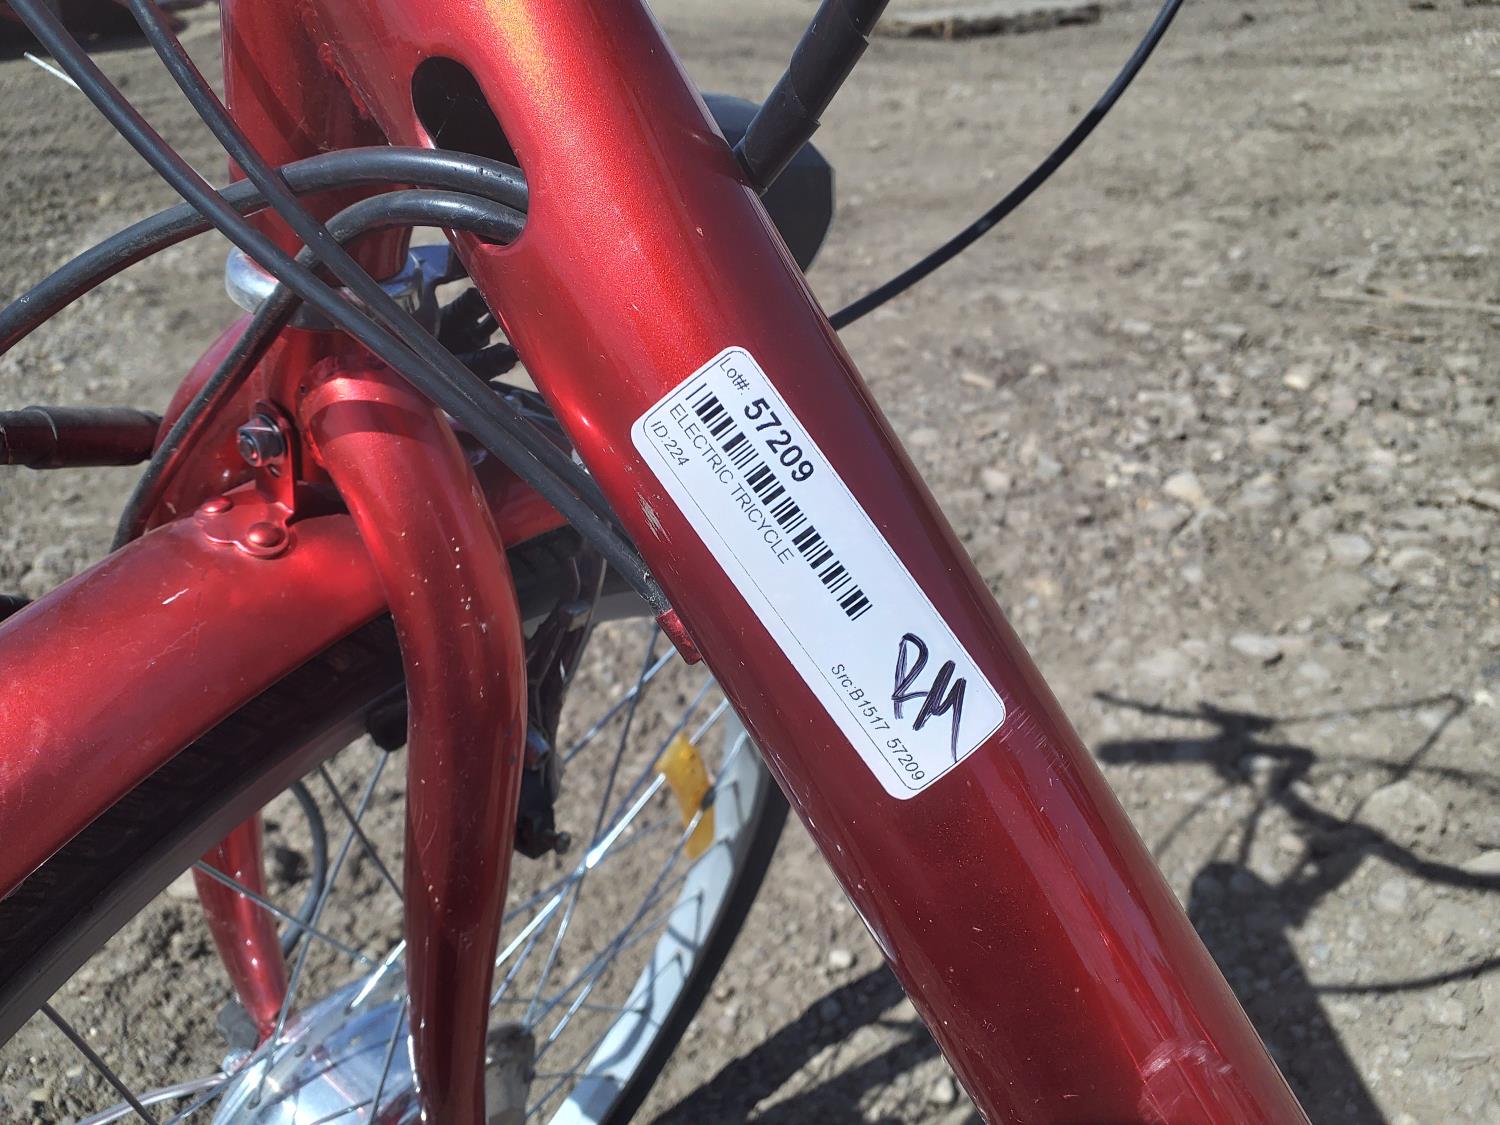 Lot#: 57209
ELECTRIC TRICYCLE
ID:224
RM
Src:B1517 57209